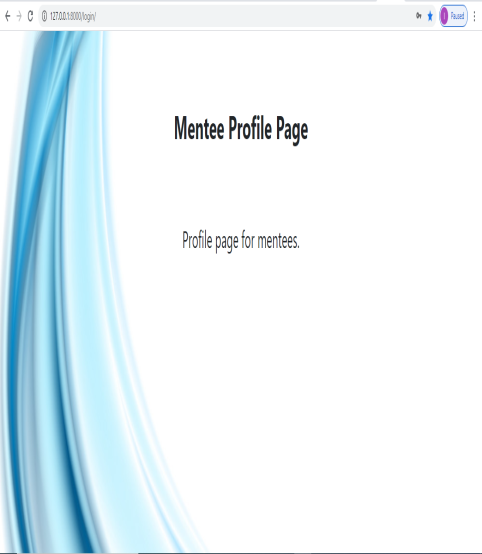 127.0.0.1:8000/login/
Paused
Mentee Profile Page
Profile page for mentees.